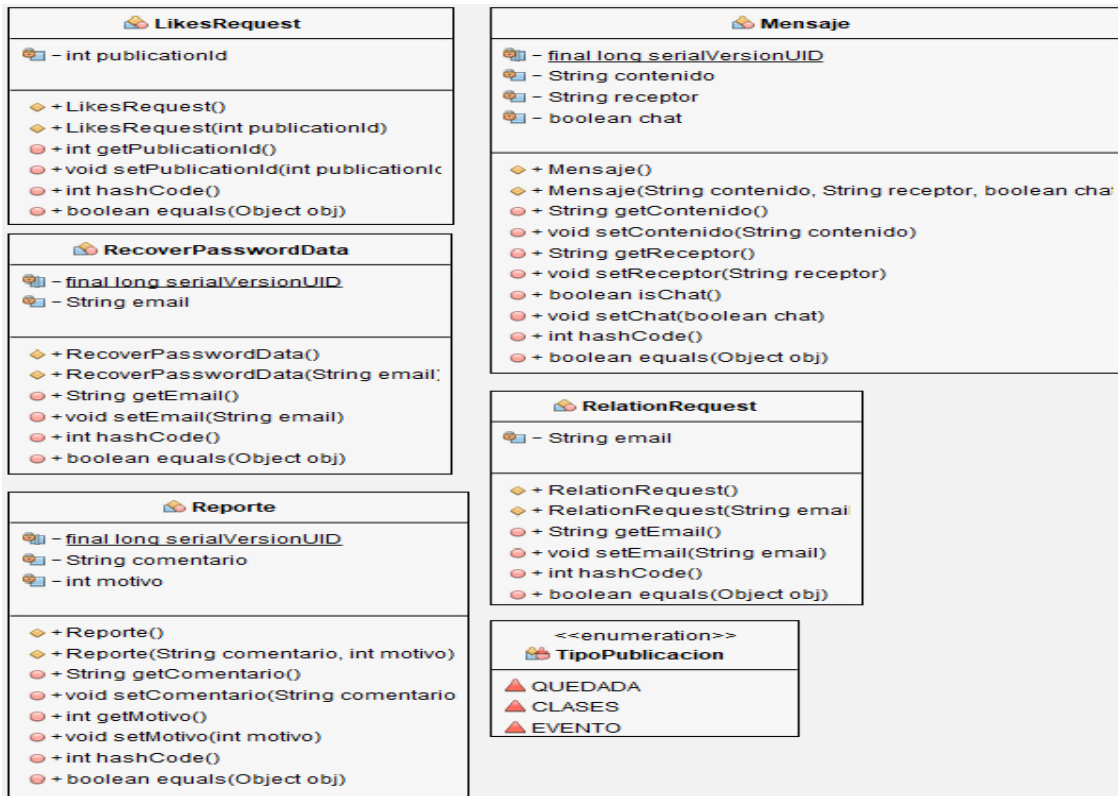 LikesRequest
- int publicationId
+ LikesRequest()
+ LikesRequest(int publicationId)
+ int getPublicationId()
+ void setPublicationId(int publicationIc
+ int hashCode()
+ boolean equals(Object obj)
RecoverPasswordData
- final long serialVersionUID
- String email
+ RecoverPasswordData()
+ RecoverPasswordData(String email)
+ String getEmail()
+ void setEmail(String email)
+ int hashCode()
+ boolean equals(Object obj)
Reporte
- final long serialVersionUID
- String comentario
- int motivo
+ Reporte()
+ Reporte(String comentario, int motivo)
+ String getComentario()
+ void setComentario(String comentario
+ int getMotivo()
+ void setMotivo(int motivo)
+ int hashCode()
+ boolean equals(Object obj)
Mensaje
- final long serialVersionUID
- String contenido
- String receptor
- boolean chat
+ Mensaje()
+ Mensaje(String contenido, String receptor, boolean chat
+ String getContenido()
+ void setContenido(String contenido)
+ String getReceptor()
+ void setReceptor(String receptor)
+ boolean isChat()
+ void setChat(boolean chat)
+ int hashCode()
+ boolean equals(Object obj)
RelationRequest
- String email
+ RelationRequest()
+ RelationRequest(String email
+ String getEmail()
+ void setEmail(String email)
+ int hashCode()
+ boolean equals(Object obj)
<<enumeration>>
TipoPublicacion
QUEDADA
CLASES
EVENTO